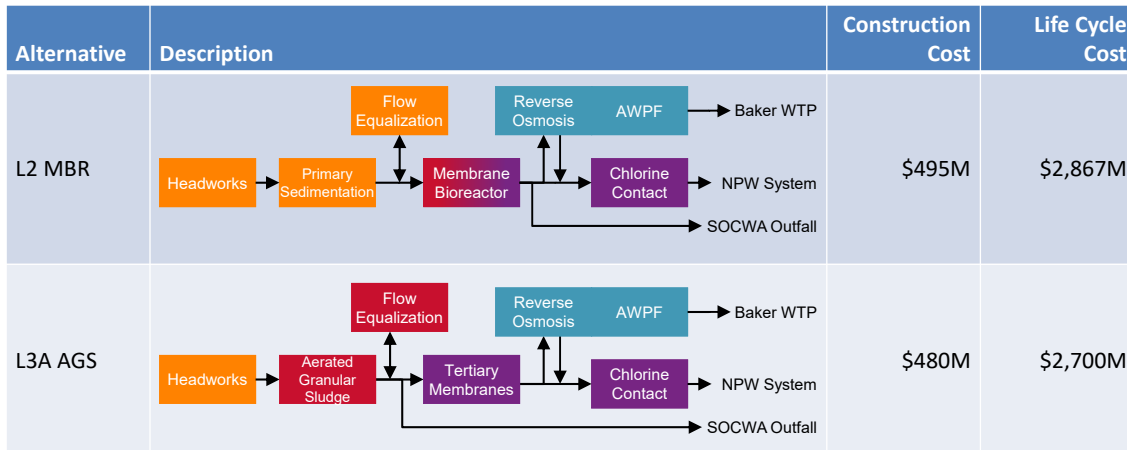 Alternative
Description
Construction
Cost
Life Cycle
Cost
L2 MBR
Flow
Equalization
Reverse
Osmosis
AWPF
Baker WTP
Headworks
Primary
Sedimentation
Membrane
Bioreactor
Chlorine
Contact
NPW System
SOCWA Outfall
$495M
$2,867M
L3A AGS
Flow
Equalization
Reverse
Osmosis
AWPF
Baker WTP
Headworks
Aerated
Granular
Sludge
Tertiary
Membranes
Chlorine
Contact
NPW System
SOCWA Outfall
$480M
$2,700M